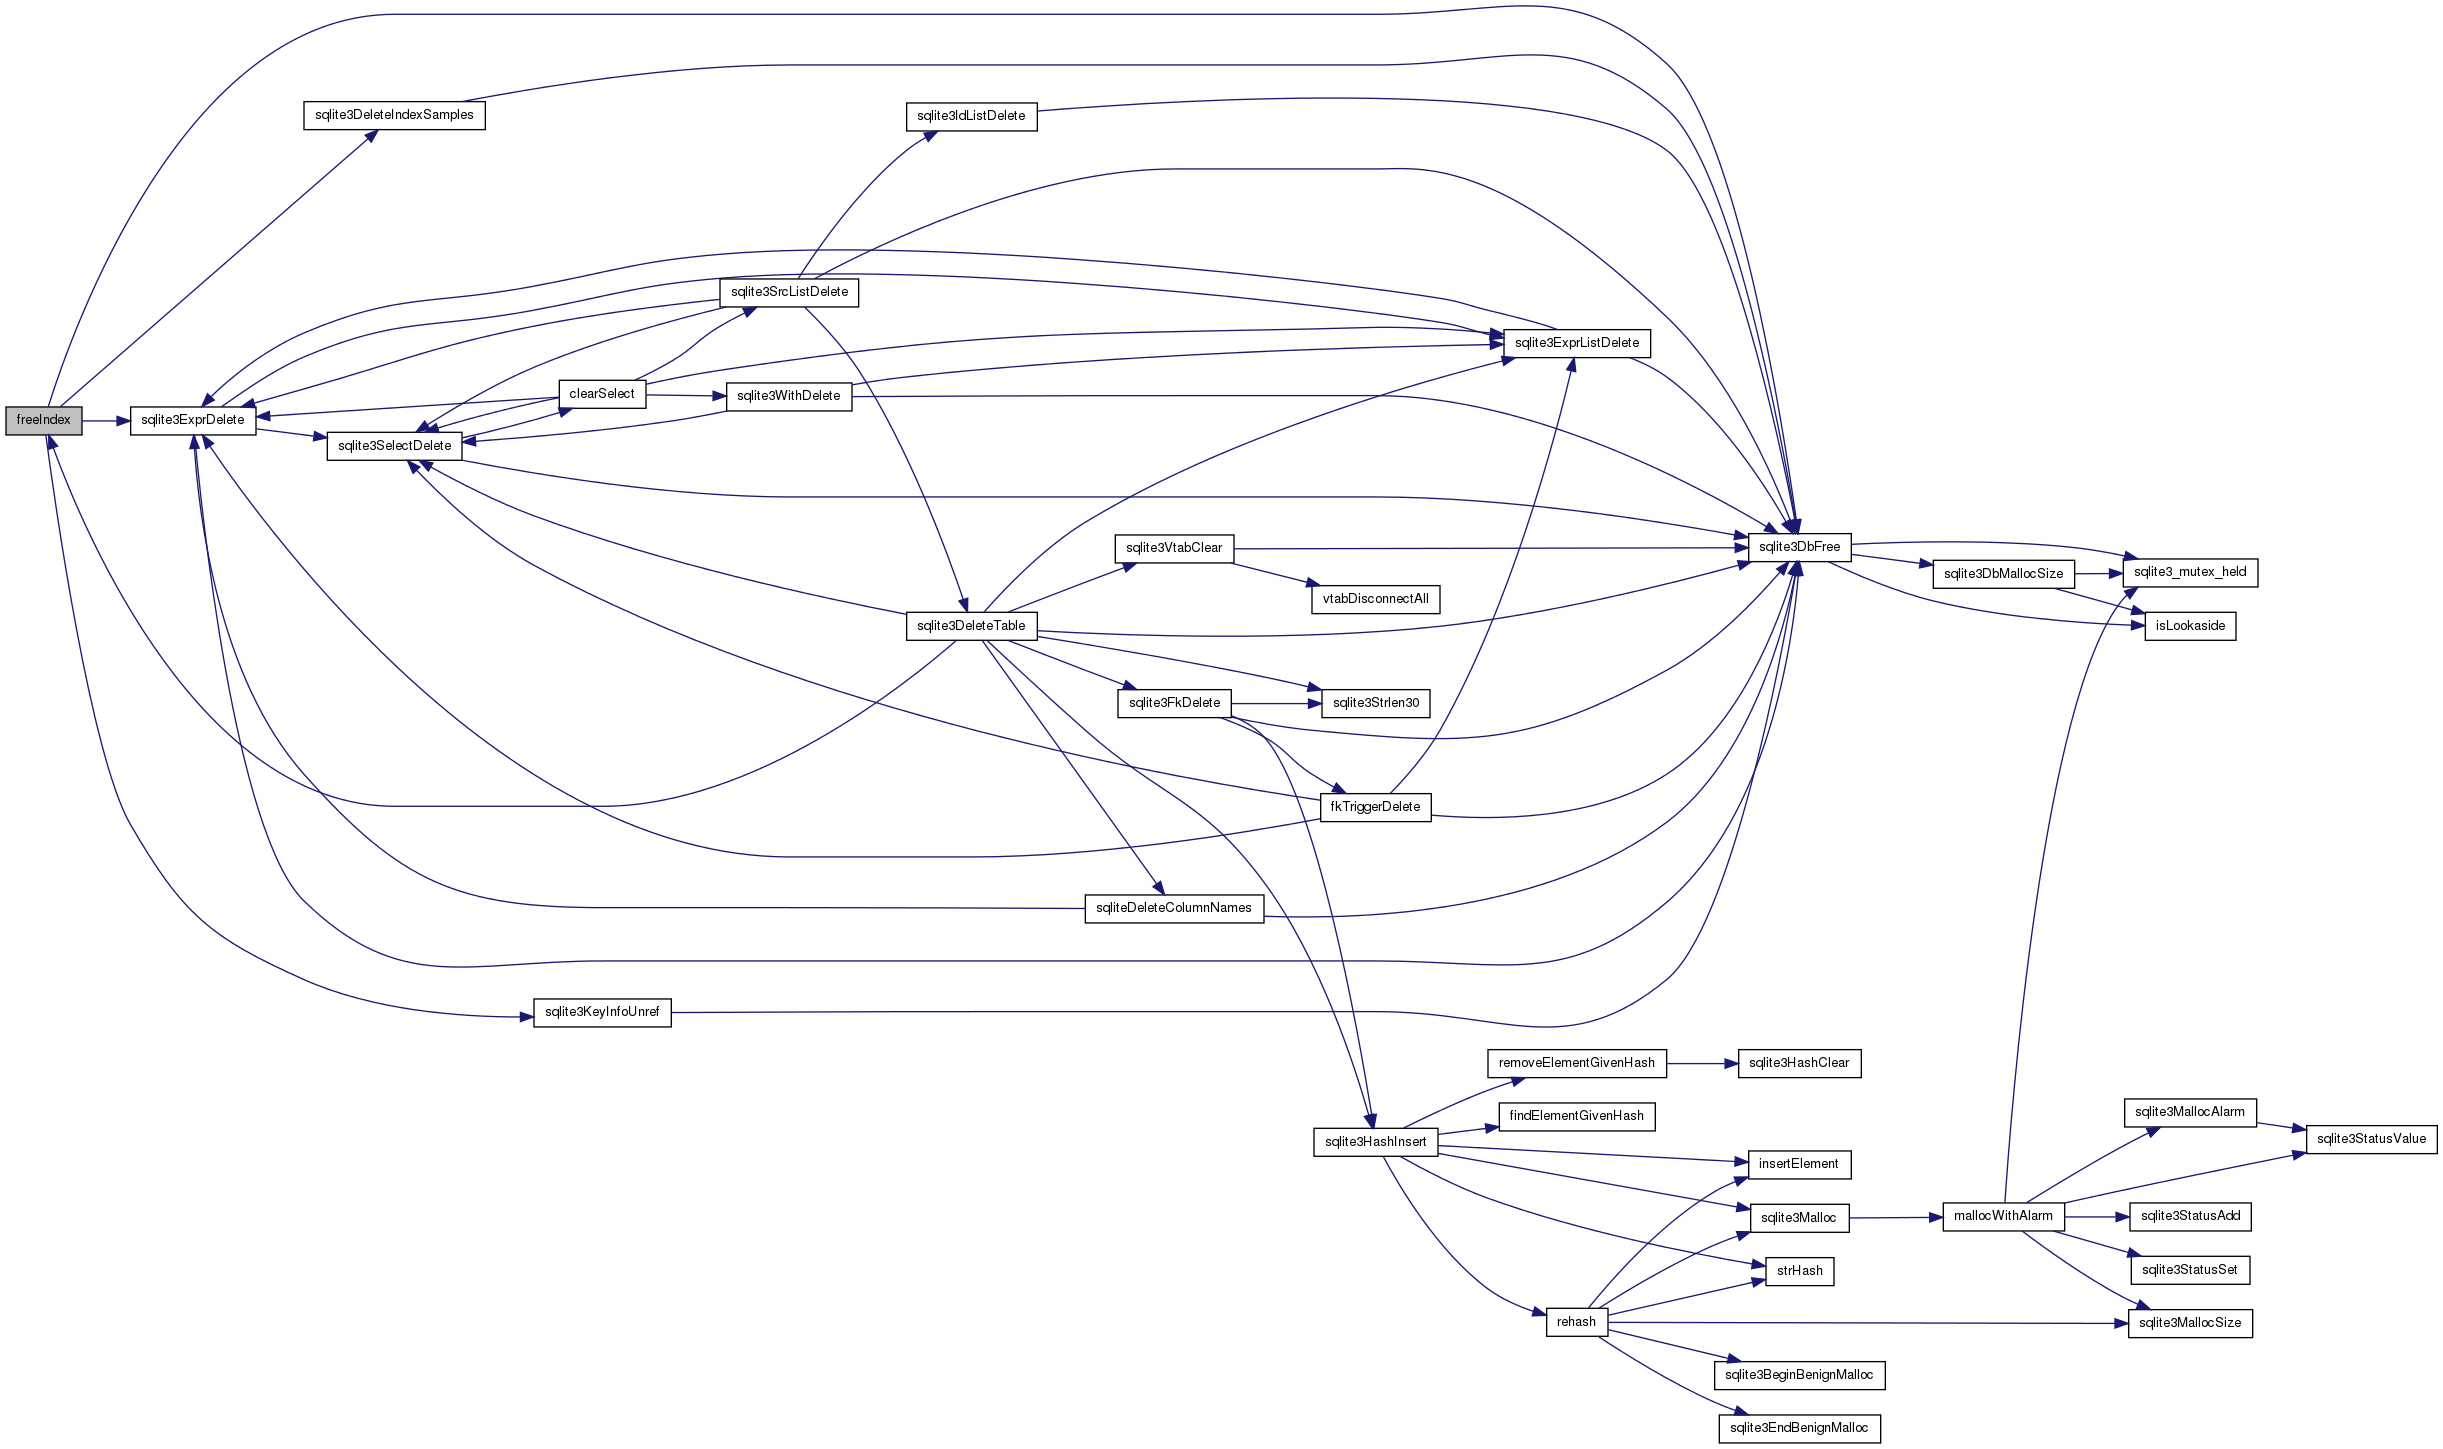 freeIndex
sqlite3DeleteIndexSamples
sqlite3ExprDelete
sqlite3SelectDelete
clearSelect
sqlite3SrcListDelete
sqlite3WithDelete
sqlite3IdListDelete
sqlite3ExprListDelete
sqlite3DeleteTable
sqlite3VtabClear
vtabDisconnectAll
sqlite3DbFree
sqlite3DbMallocSize
sqlite3_mutex_held
isLookaside
sqlite3FkDelete
sqlite3Strlen30
fkTriggerDelete
sqliteDeleteColumnNames
sqlite3KeyInfoUnref
removeElementGivenHash
sqlite3HashClear
findElementGivenHash
sqlite3HashInsert
insertElement
sqlite3Malloc
strHash
rehash
sqlite3BeginBenignMalloc
sqlite3EndBenignMalloc
mallocWithAlarm
sqlite3MallocAlarm
sqlite3StatusValue
sqlite3StatusAdd
sqlite3StatusSet
sqlite3MallocSize